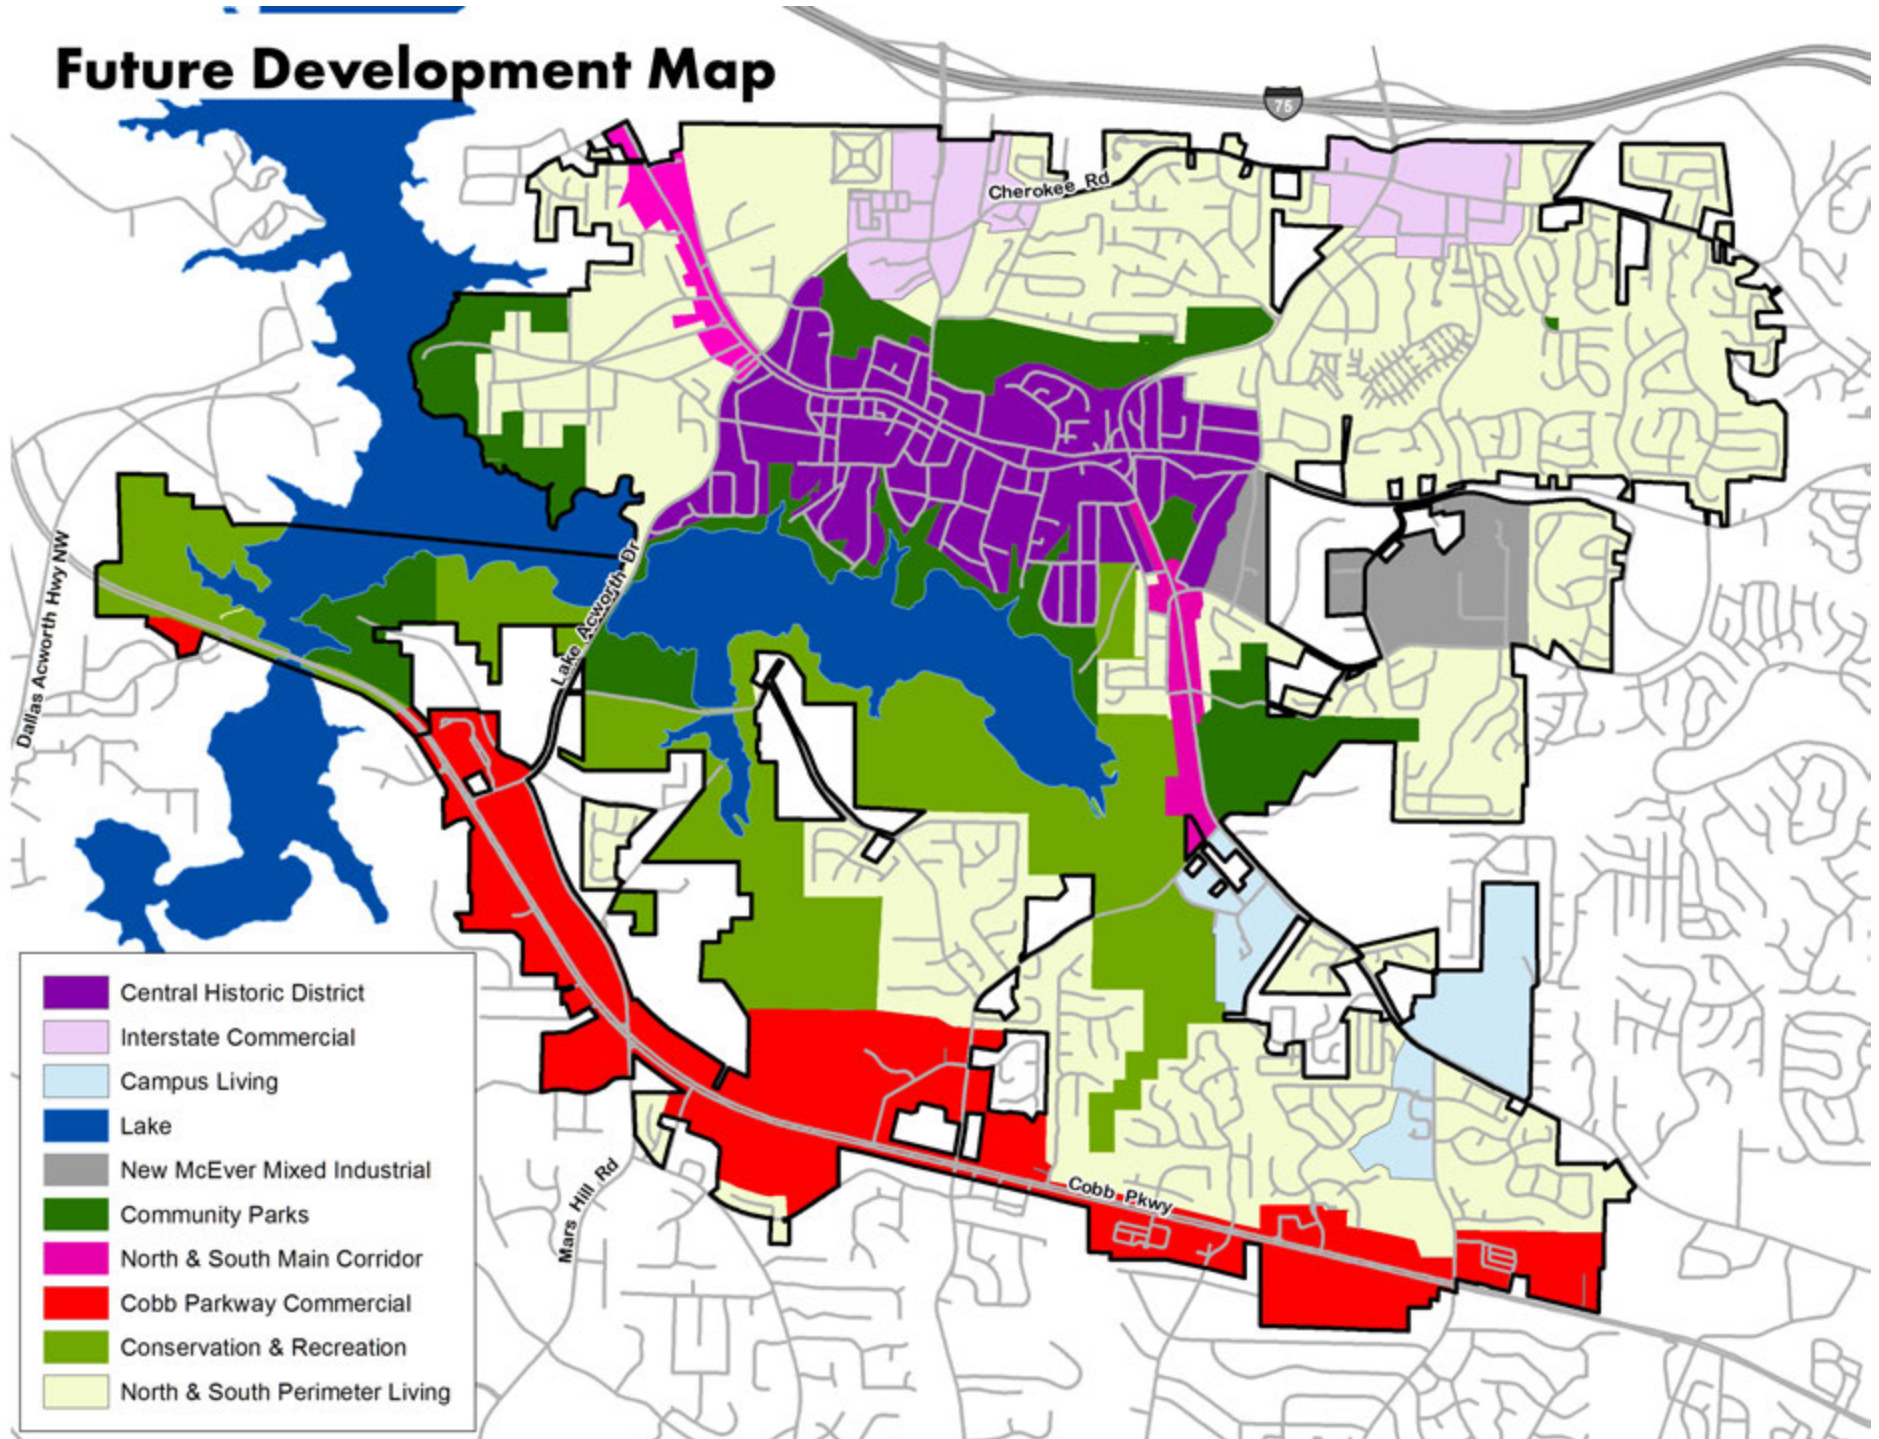 Future Development Map
75
Cherokee Rd
Dallas Acworth Hwy NW
Lake Acworth Dr
Mars Hill Rd
Cobb Pkwy
Central Historic District
Interstate Commercial
Campus Living
Lake
New McEver Mixed Industrial
Community Parks
North & South Main Corridor
Cobb Parkway Commercial
Conservation & Recreation
North & South Perimeter Living